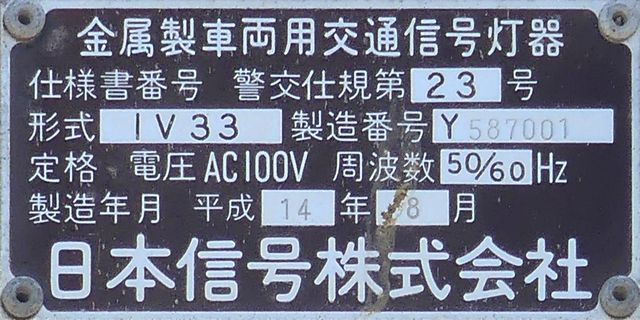 金属製車両用交通信号灯器
仕様書番号 警交仕規第 23 号
形式 1V33 製造番号 Y587001
定格 電圧 AC100V 周波数 50/60 Hz
製造年月 平成 14 年 8 月
日本信号株式会社